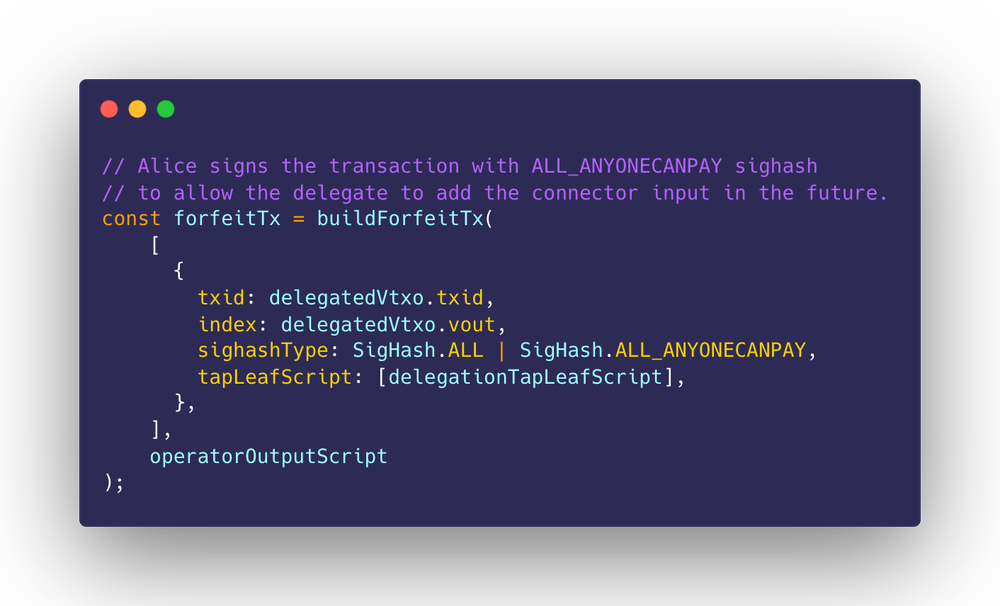 // Alice signs the transaction with ALL_ANYONECANPAY sighash
// to allow the delegate to add the connector input in the future.
const forfeitTx = buildForfeitTx(
    [
      {
        txid: delegatedVtxo.txid,
        index: delegatedVtxo.vout,
        sighashType: SigHash.ALL | SigHash.ALL_ANYONECANPAY,
        tapLeafScript: [delegationTapLeafScript],
      },
    ],
    operatorOutputScript
);